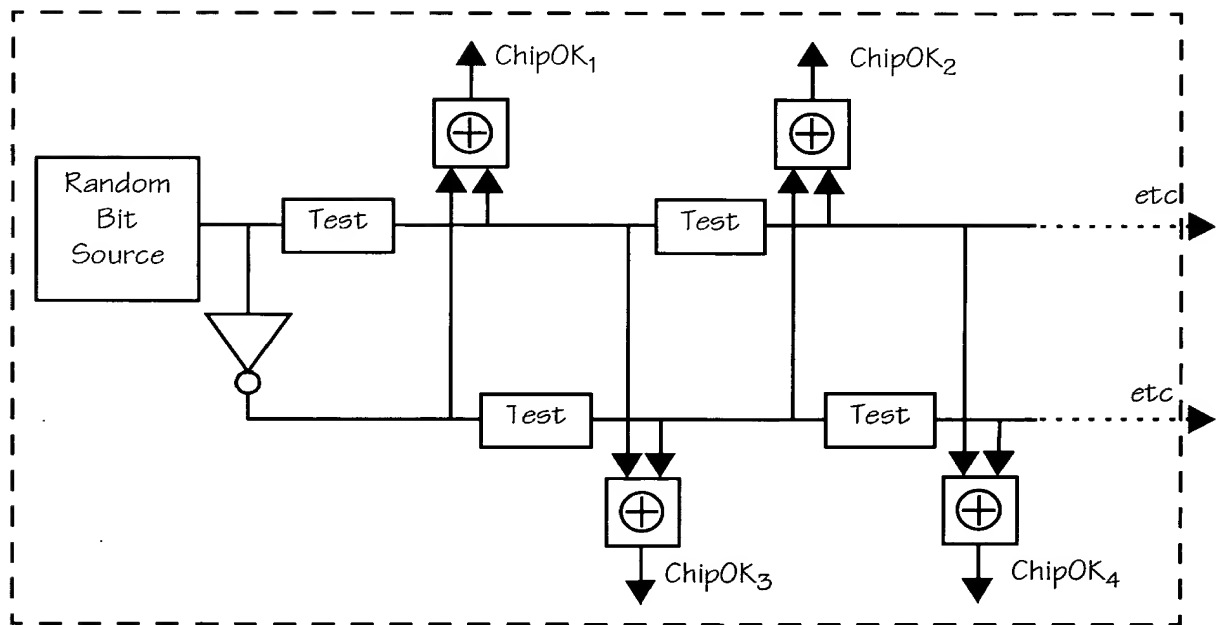 ChipOK₁
ChipOK₂
Random
Bit
Source
Test
Test
etc
Test
Test
etc
ChipOK₃
ChipOK₄